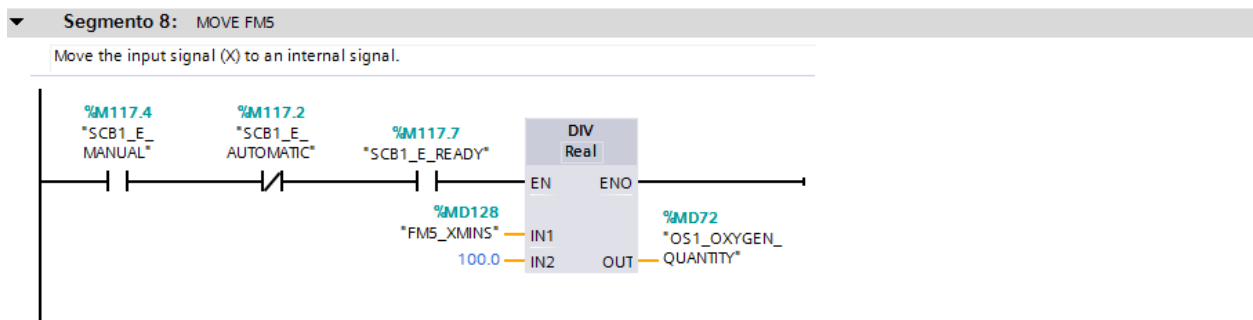 Segmento 8: MOVE FM5
Move the input signal (X) to an internal signal.
%M117.4
"SCB1_E_
MANUAL"
%M117.2
"SCB1_E_
AUTOMATIC"
%M117.7
"SCB1_E_READY"
DIV
Real
EN
ENO
%MD128
"FM5_XMINS"
IN1
100.0
IN2
OUT
%MD72
"OS1_OXYGEN_
QUANTITY"